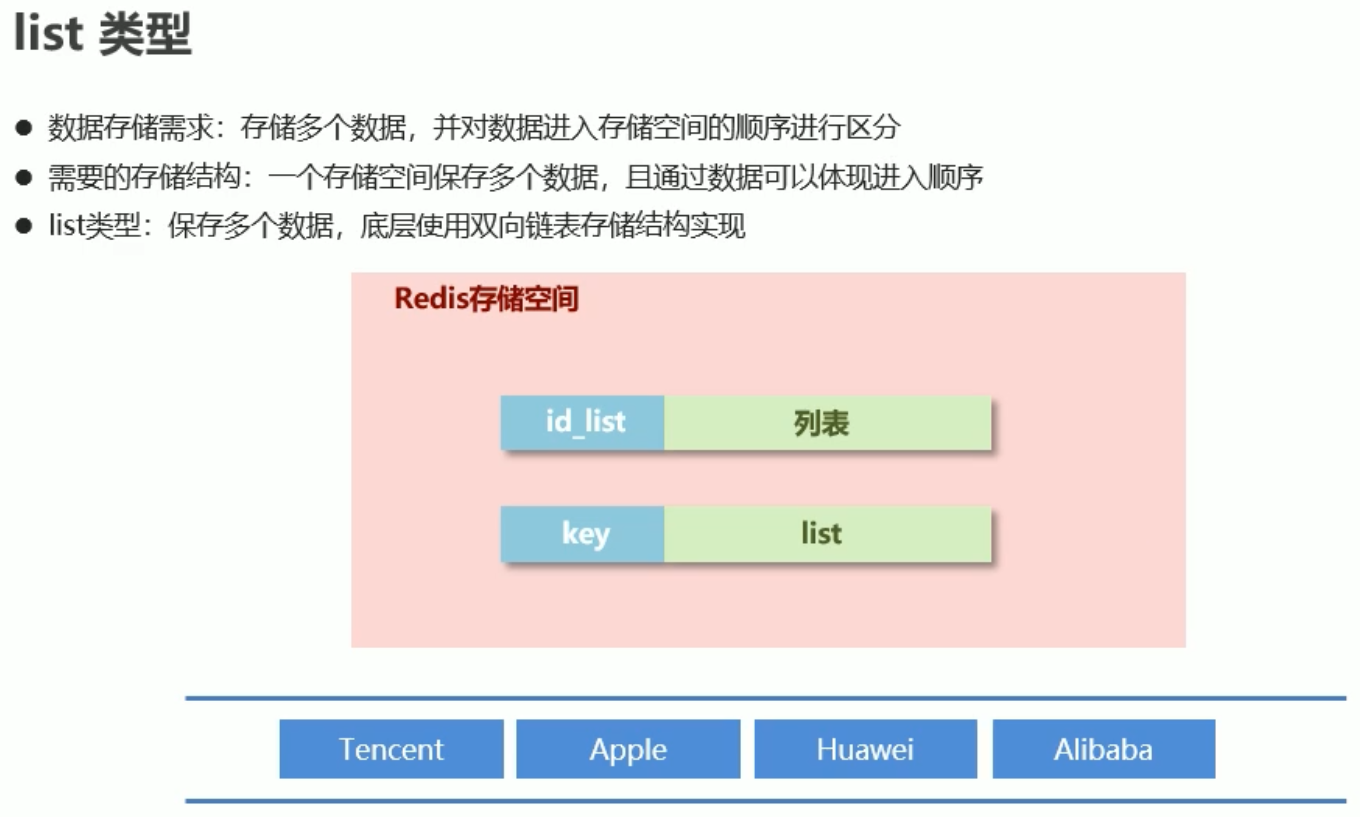 list 类型
● 数据存储需求：存储多个数据，并对数据进入存储空间的顺序进行区分
● 需要的存储结构：一个存储空间保存多个数据，且通过数据可以体现进入顺序
● list类型：保存多个数据，底层使用双向链表存储结构实现
Redis存储空间
id_list 列表
key list
Tencent Apple Huawei Alibaba